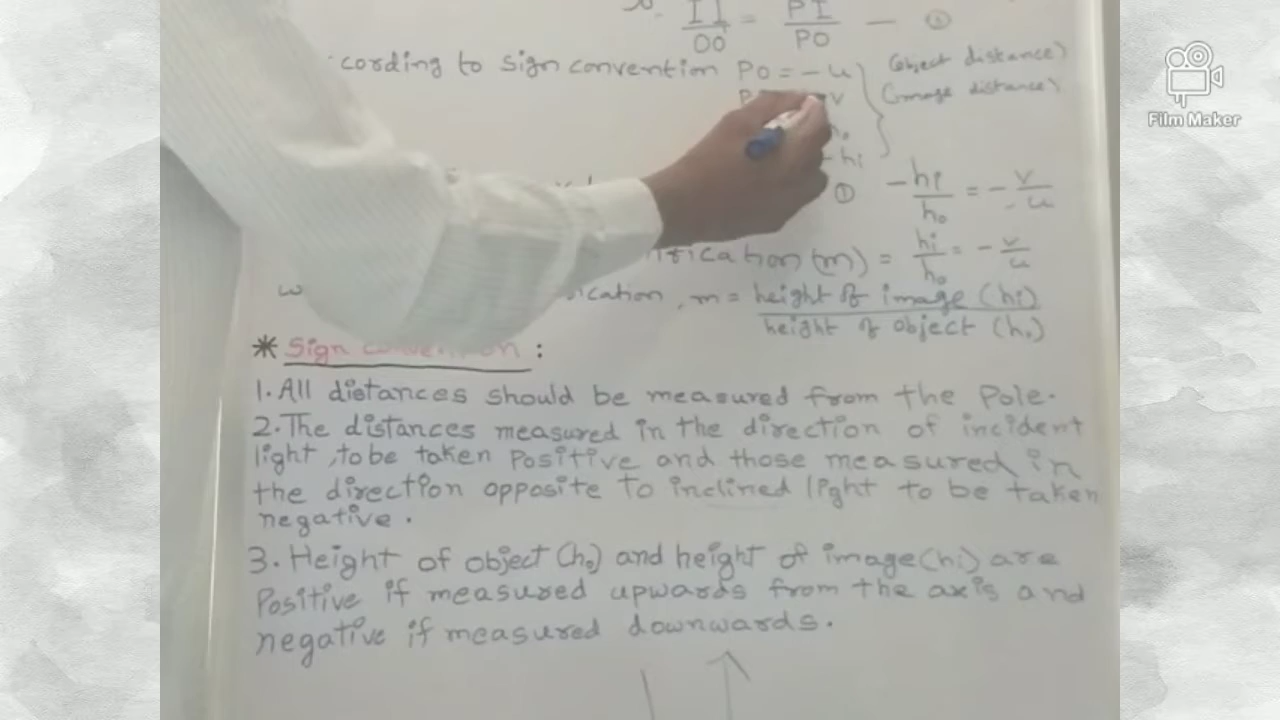 II / OO = PI / PO — ②
cording to Sign convention PO = - u (object distance)
v (image distance)
- hi
① - hi / ho = - v / - u
(m) = hi / ho = - v / u
ication, m = height of image (hi) / height of object (ho)
* Sign convention :
1. All distances should be measured from the Pole.
2. The distances measured in the direction of incident
light, to be taken Positive and those measured in
the direction opposite to inclined light to be taken
negative.
3. Height of object (ho) and height of image (hi) are
Positive if measured upwards from the axis and
negative if measured downwards.
Film Maker